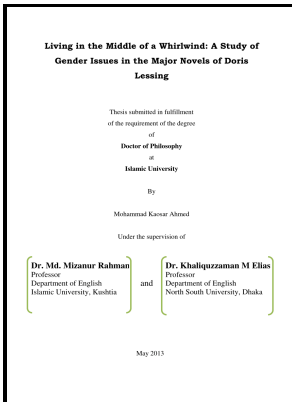 Living in the Middle of a Whirlwind: A Study of
Gender Issues in the Major Novels of Doris
Lessing
Thesis submitted in fulfillment
of the requirement of the degree
of
Doctor of Philosophy
at
Islamic University
By
Mohammad Kaosar Ahmed
Under the supervision of
Dr. Md. Mizanur Rahman
Professor
Department of English
Islamic University, Kushtia
and
Dr. Khaliquzzaman M Elias
Professor
Department of English
North South University, Dhaka
May 2013